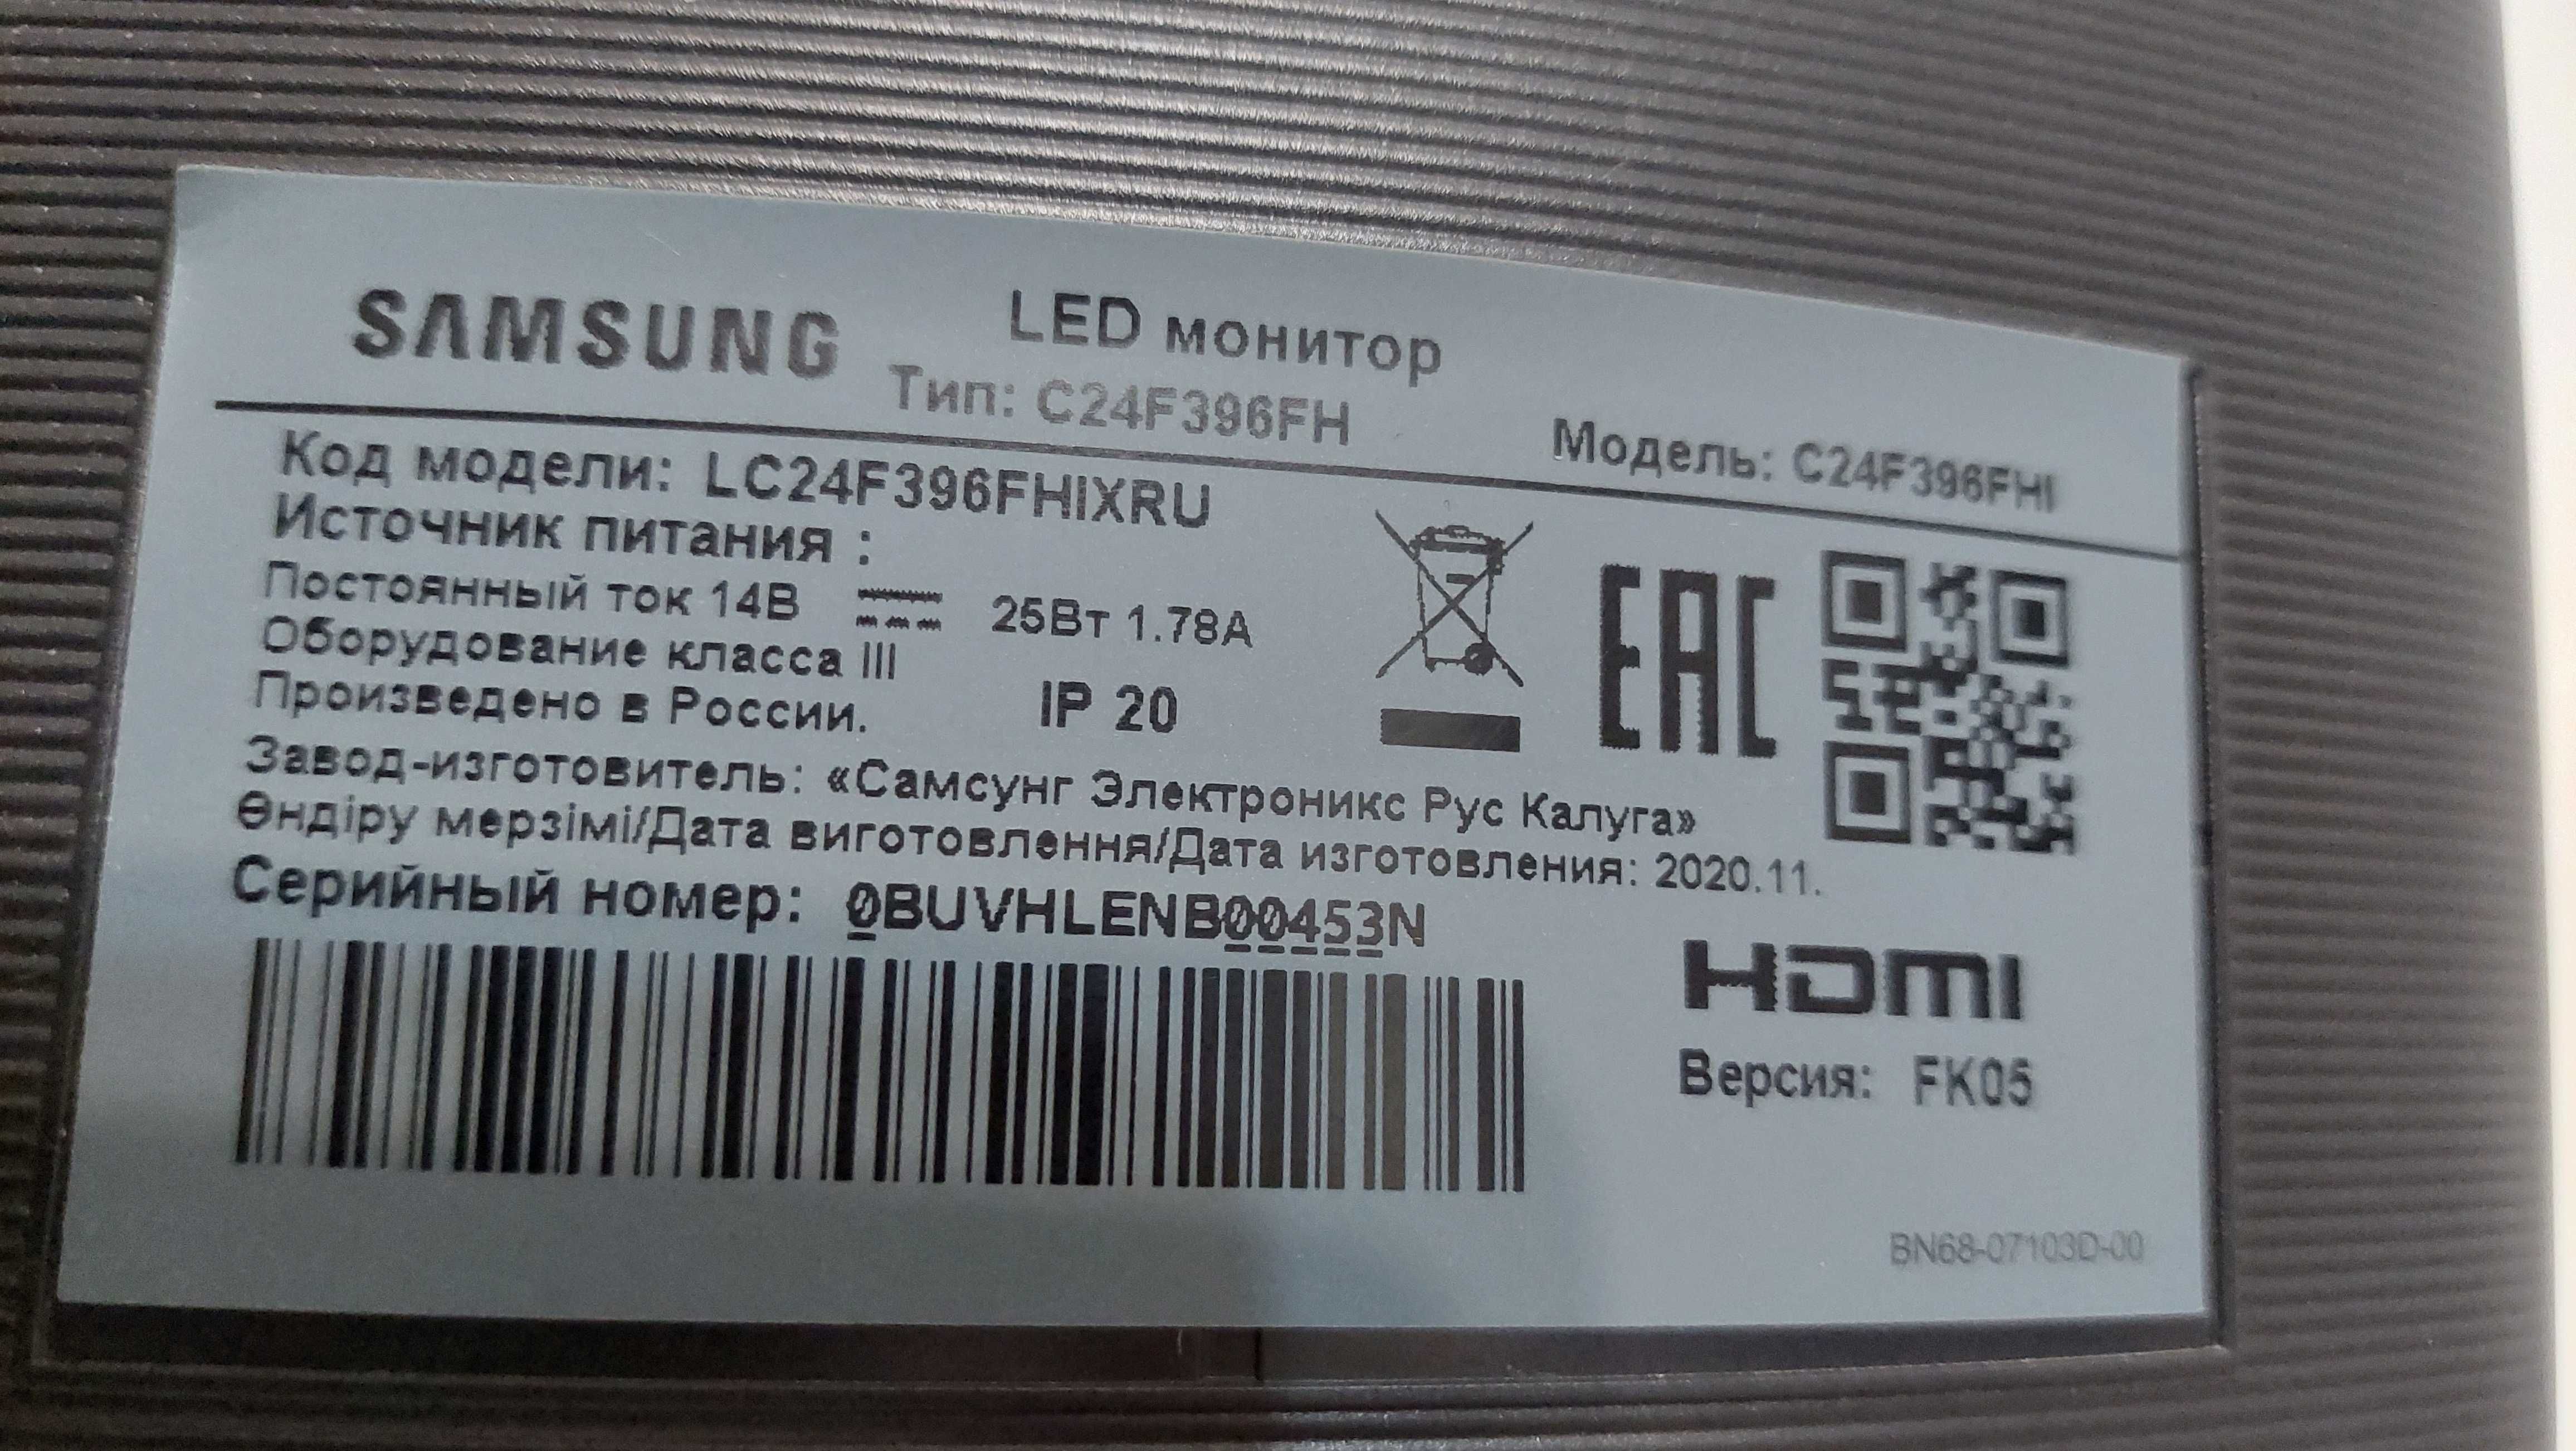 SAMSUNG
LED монитор
Тип: C24F396FH
Модель: C24F396FHI
Код модели: LC24F396FHIXRU
Источник питания :
Постоянный ток 14В 25Вт 1.78А
Оборудование класса III
Произведено в России.
IP 20
EAC
Завод-изготовитель: «Самсунг Электроникс Рус Калуга»
Өндіру мерзімі/Дата виготовлення/Дата изготовления: 2020.11.
Серийный номер: 0BUVHLENB00453N
HDMI
Версия: FK05
BN68-07103D-00